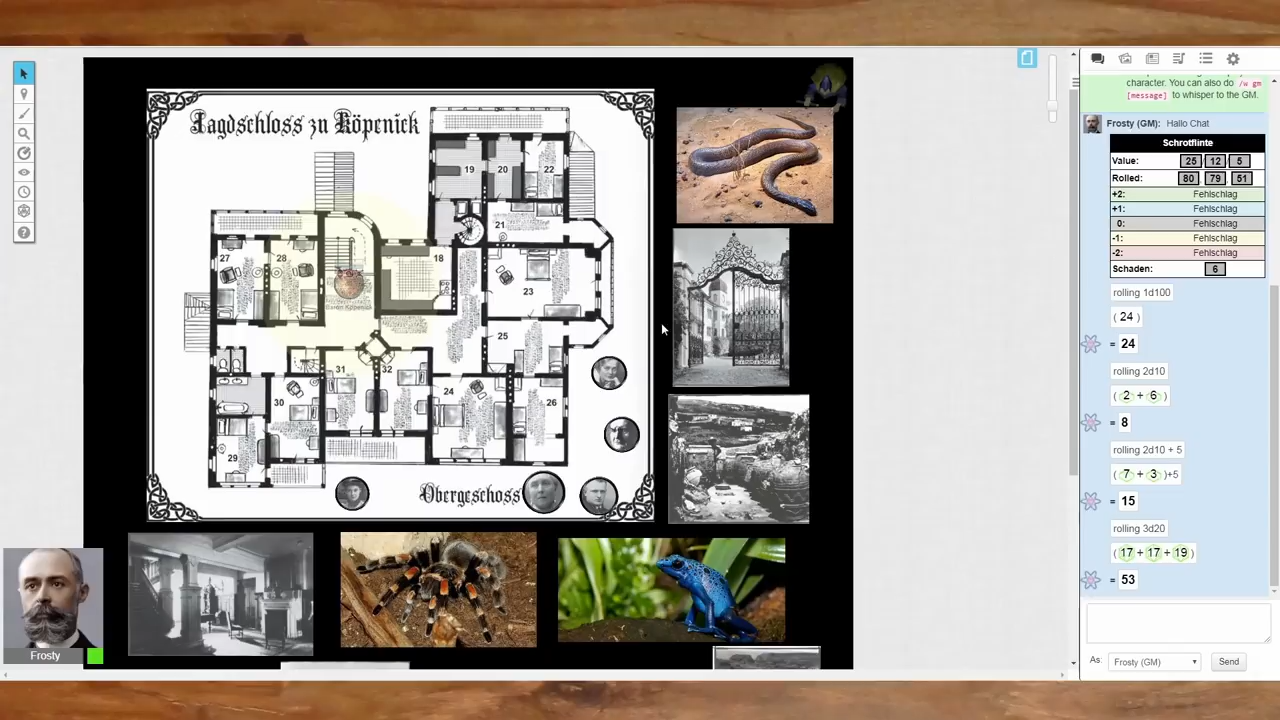 Jagdschloss zu Köpenick
19
20
22
21
27
28
18
23
25
31
32
30
24
26
29
Obergeschoss
Frosty
character. You can also do /w gm
[message] to whisper to the GM.
Frosty (GM): Hallo Chat
Schrotflinte
Value: 25 12 5
Rolled: 80 79 51
+2: Fehlschlag
+1: Fehlschlag
0: Fehlschlag
-1: Fehlschlag
-2: Fehlschlag
Schaden: 6
rolling 1d100
( 24 )
= 24
rolling 2d10
( 2 + 6 )
= 8
rolling 2d10 + 5
( 7 + 3 )+5
= 15
rolling 3d20
( 17 + 17 + 19 )
= 53
As: Frosty (GM) Send